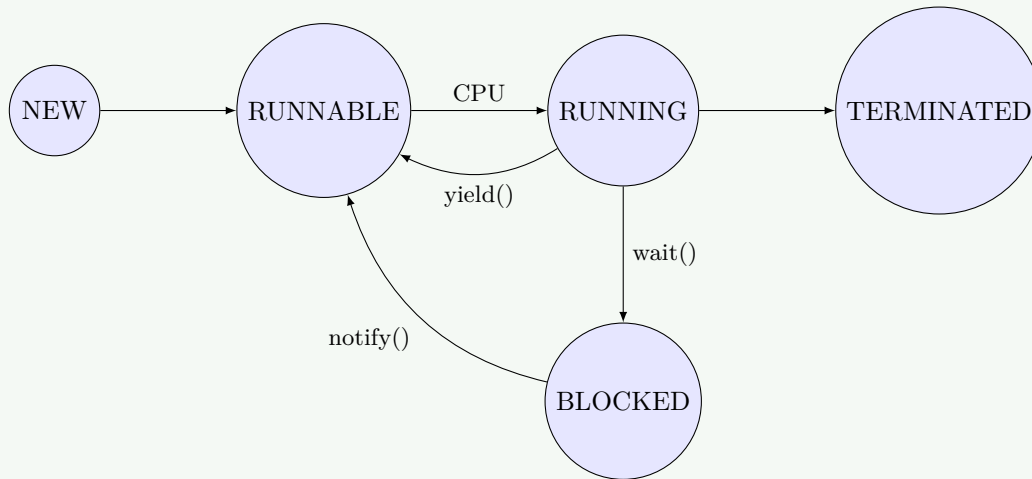 NEW
RUNNABLE
CPU
RUNNING
TERMINATED
yield()
wait()
notify()
BLOCKED